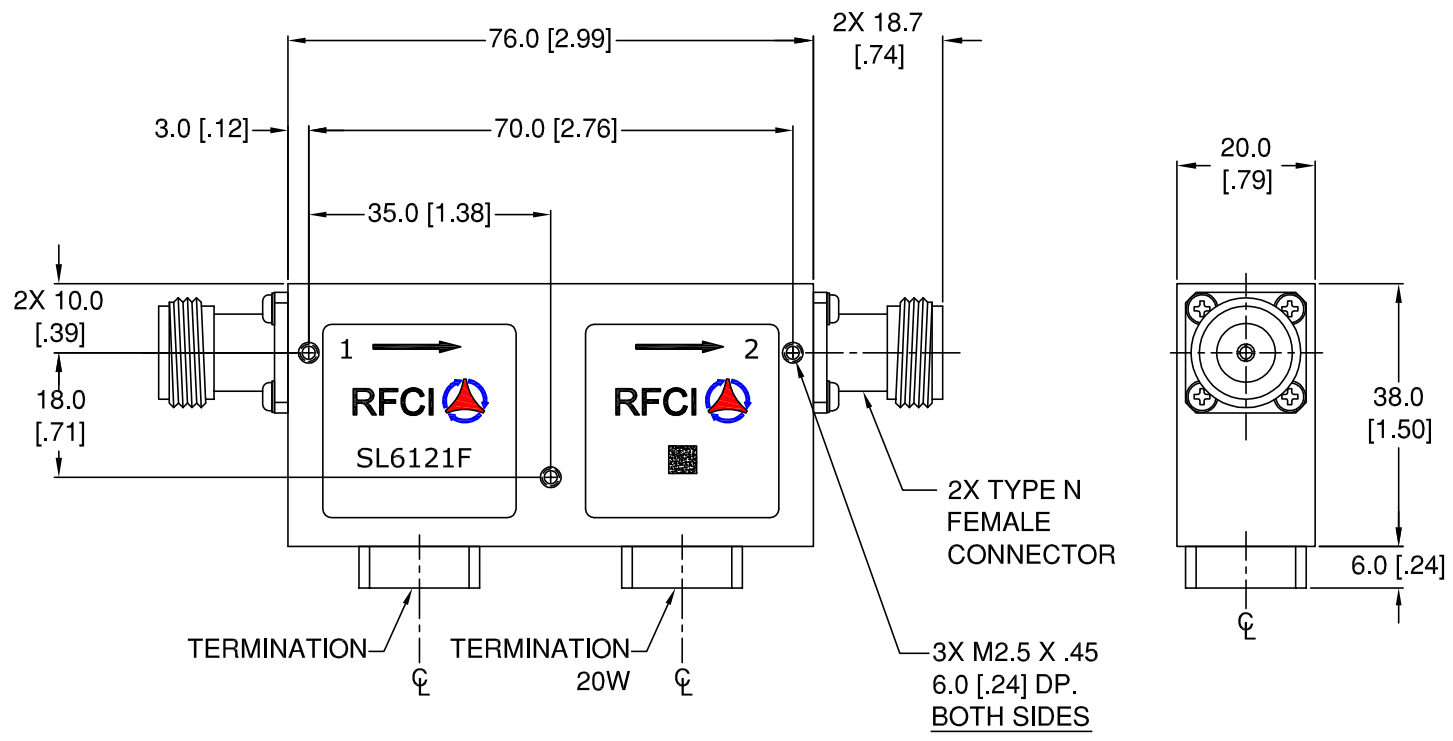 76.0 [2.99]
2X 18.7
[.74]
3.0 [.12]
70.0 [2.76]
20.0
[.79]
35.0 [1.38]
2X 10.0
[.39]
1
2
18.0
[.71]
RFCI
RFCI
38.0
[1.50]
SL6121F
2X TYPE N
FEMALE
CONNECTOR
6.0 [.24]
TERMINATION
TERMINATION
20W
3X M2.5 X .45
6.0 [.24] DP.
BOTH SIDES
℄
℄
℄